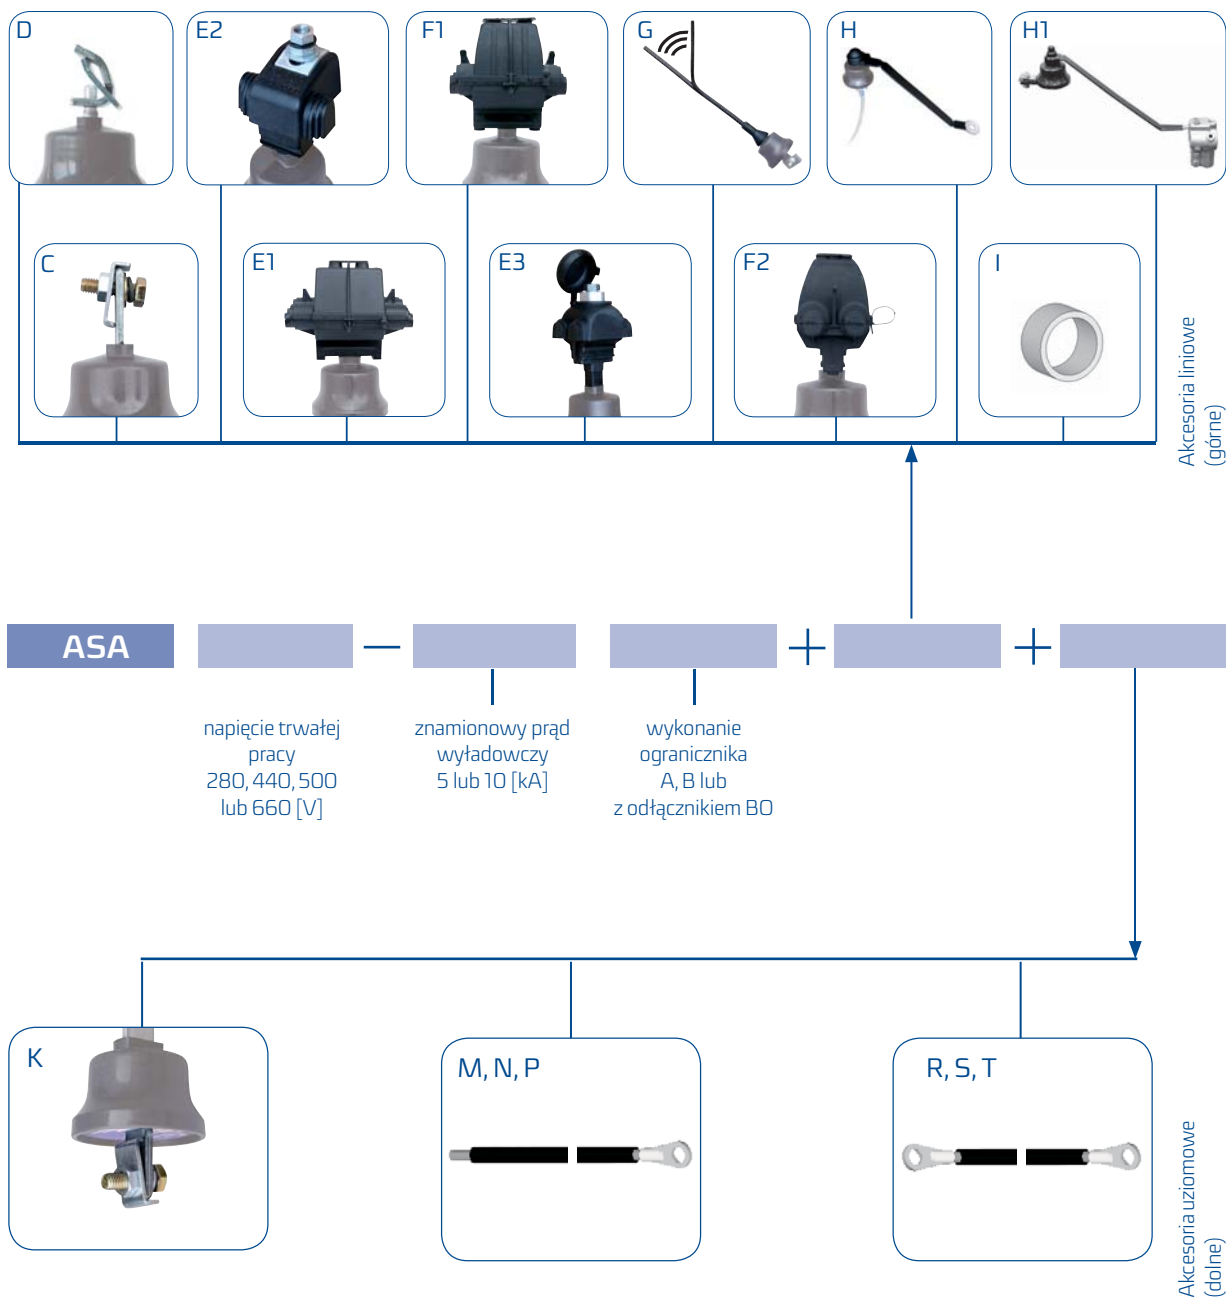 D
E2
F1
G
H
H1
C
E1
E3
F2
I
Akcesoria liniowe
(górne)
ASA
napięcie trwałej
pracy
280, 440, 500
lub 660 [V]
znamionowy prąd
wyładowczy
5 lub 10 [kA]
wykonanie
ogranicznika
A, B lub
z odłącznikiem BO
K
M, N, P
R, S, T
Akcesoria uziomowe
(dolne)